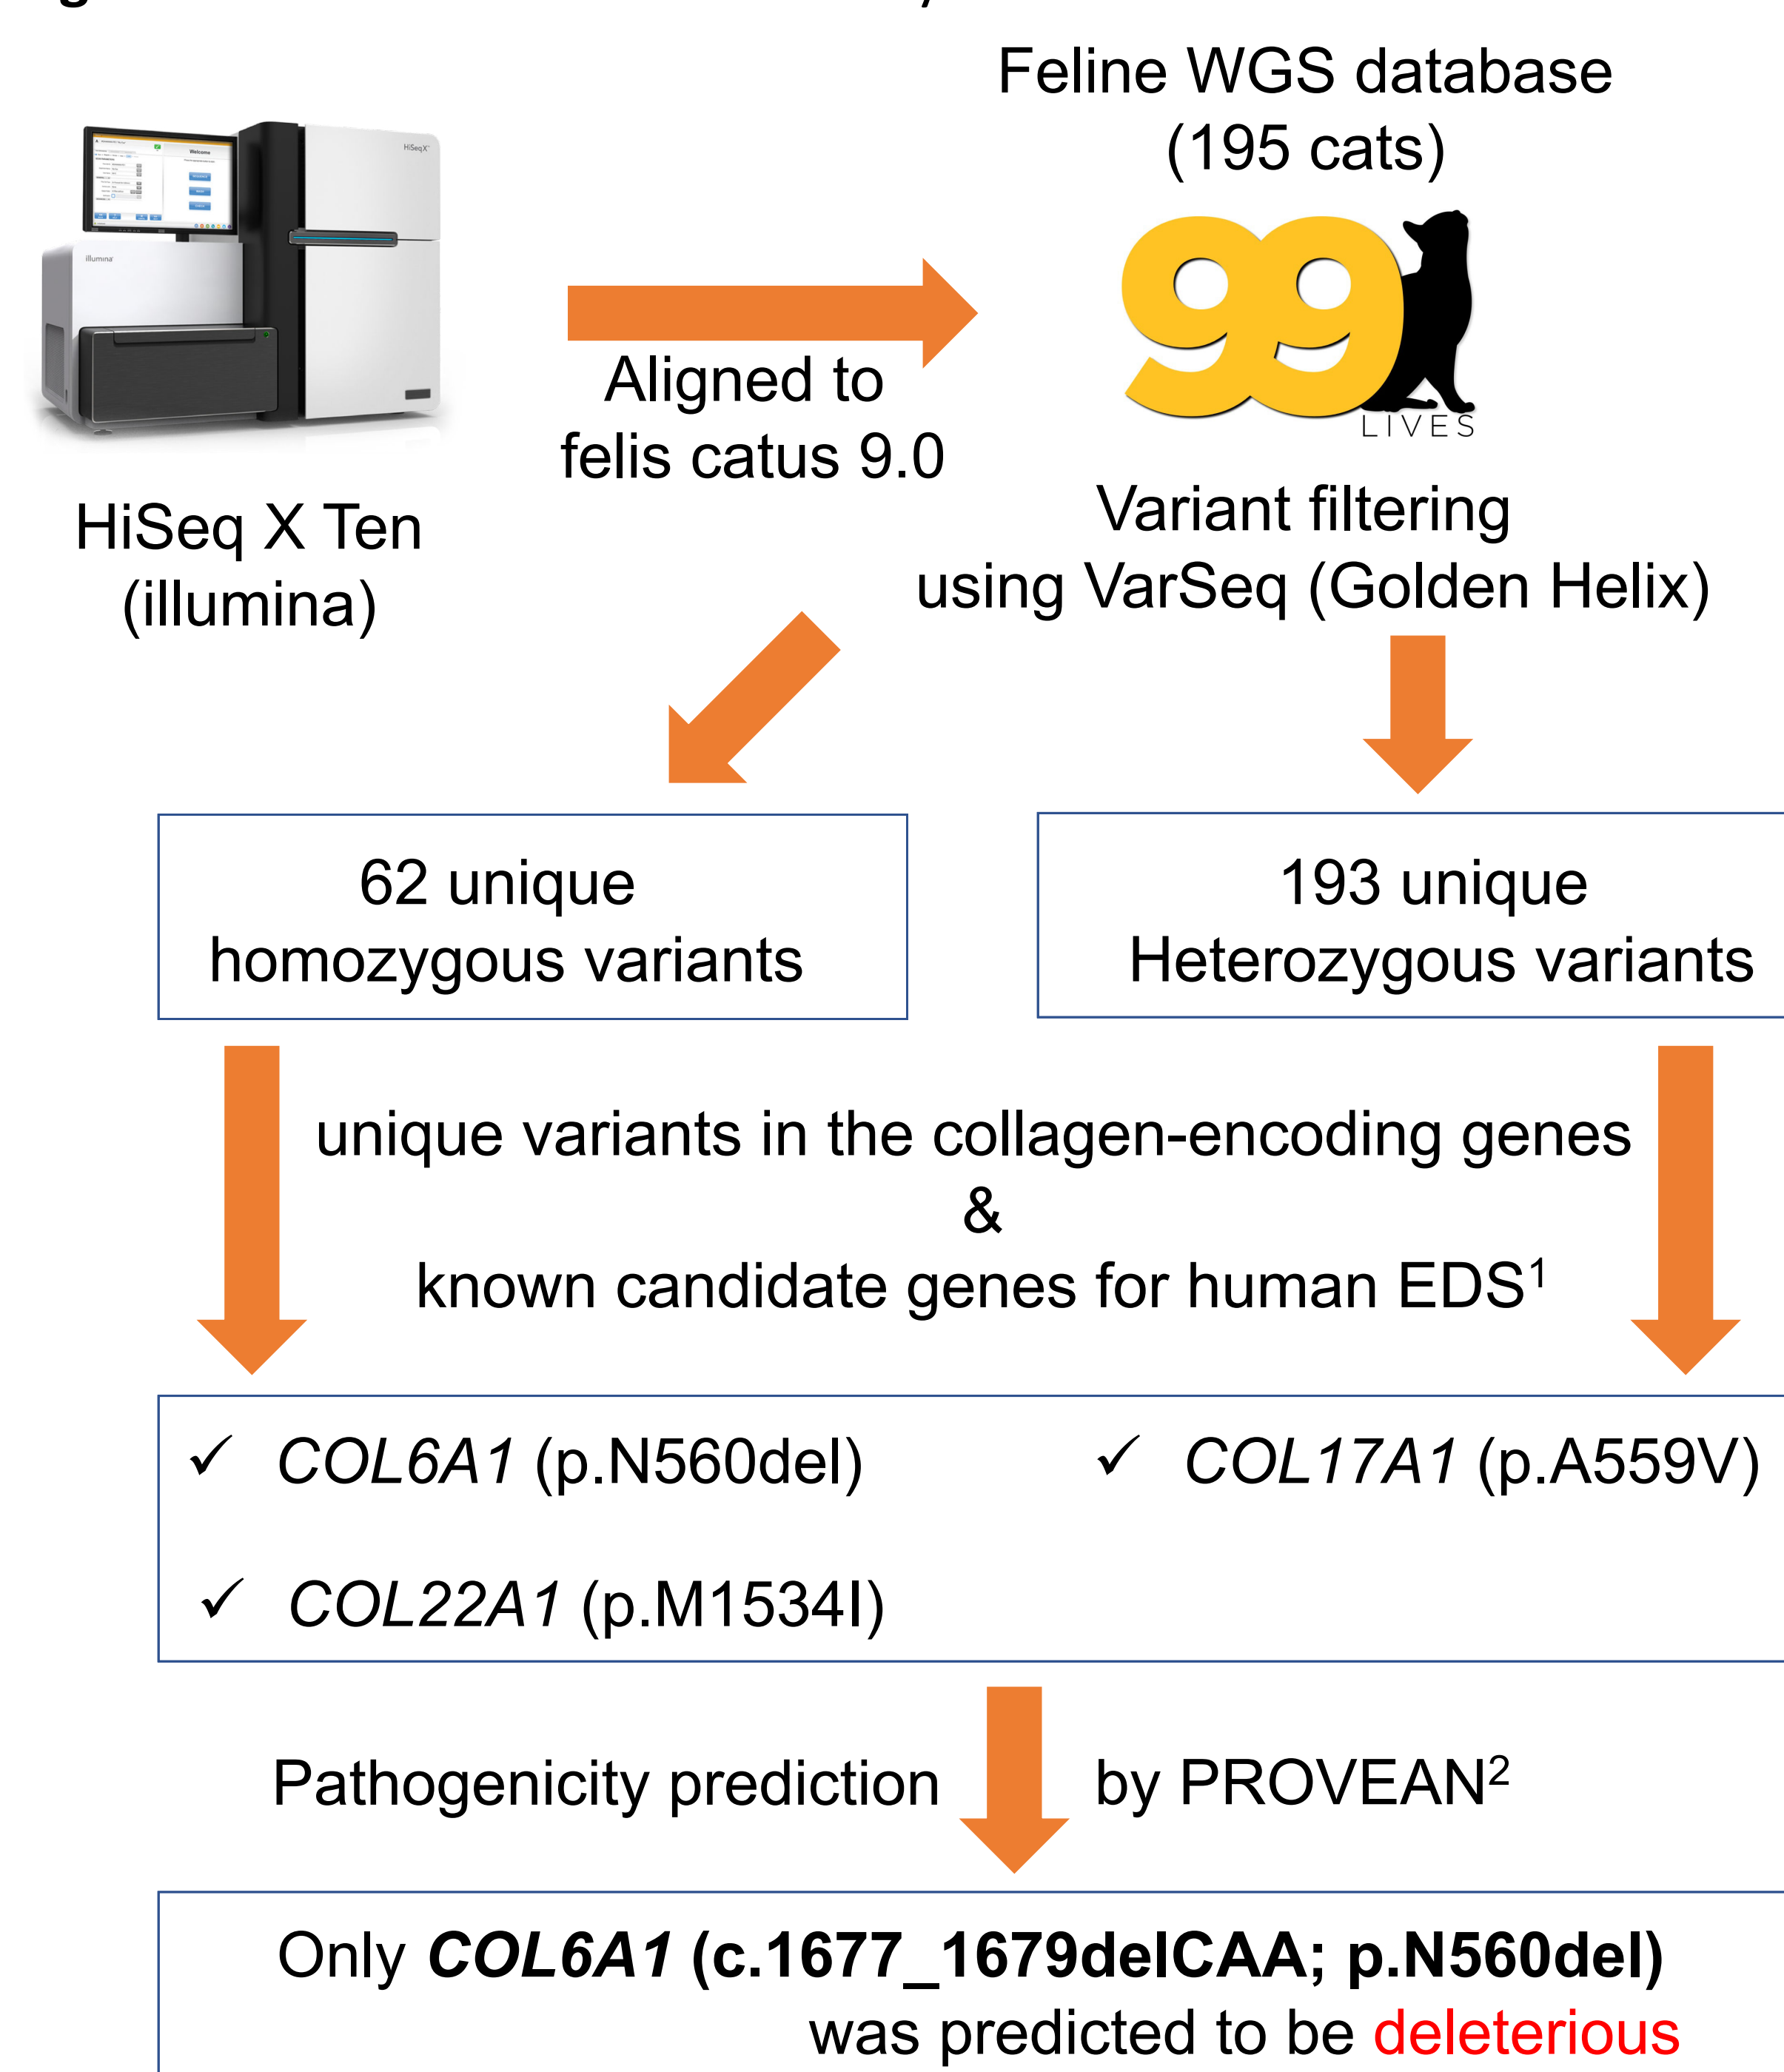 Feline WGS database
(195 cats)
HiSeqX
Welcome
illumina
99
LIVES
Aligned to
felis catus 9.0
HiSeq X Ten
(illumina)
Variant filtering
using VarSeq (Golden Helix)
62 unique
homozygous variants
193 unique
Heterozygous variants
unique variants in the collagen-encoding genes
&
known candidate genes for human EDS¹
✓ COL6A1 (p.N560del)
✓ COL17A1 (p.A559V)
✓ COL22A1 (p.M1534I)
Pathogenicity prediction by PROVEAN²
Only COL6A1 (c.1677_1679delCAA; p.N560del)
was predicted to be deleterious